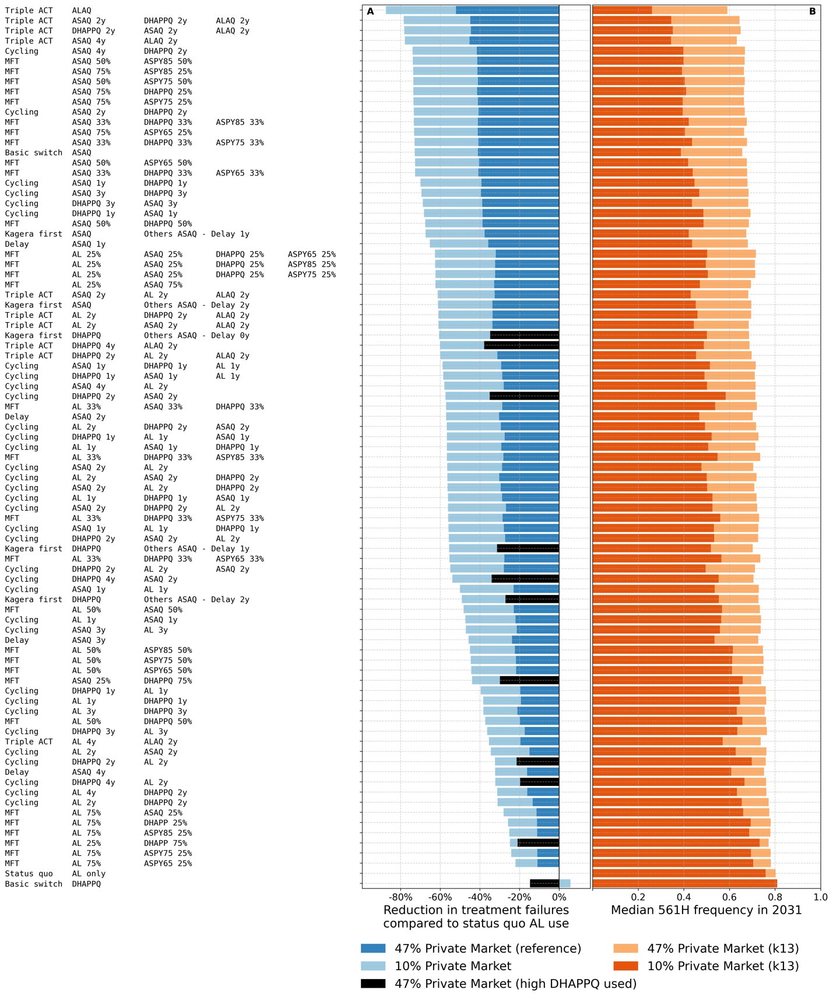 Triple ACT ALAQ
Triple ACT ASAQ 2y DHAPPQ 2y ALAQ 2y
Triple ACT DHAPPQ 2y ASAQ 2y ALAQ 2y
Triple ACT ASAQ 4y ALAQ 2y
Cycling ASAQ 4y DHAPPQ 2y
MFT ASAQ 50% ASPY85 50%
MFT ASAQ 75% ASPY85 25%
MFT ASAQ 50% ASPY75 50%
MFT ASAQ 75% DHAPPQ 25%
MFT ASAQ 75% ASPY75 25%
Cycling ASAQ 2y DHAPPQ 2y
MFT ASAQ 33% DHAPPQ 33% ASPY85 33%
MFT ASAQ 75% ASPY65 25%
MFT ASAQ 33% DHAPPQ 33% ASPY75 33%
Basic switch ASAQ
MFT ASAQ 50% ASPY65 50%
MFT ASAQ 33% DHAPPQ 33% ASPY65 33%
Cycling ASAQ 1y DHAPPQ 1y
Cycling ASAQ 3y DHAPPQ 3y
Cycling DHAPPQ 3y ASAQ 3y
Cycling DHAPPQ 1y ASAQ 1y
MFT ASAQ 50% DHAPPQ 50%
Kagera first ASAQ Others ASAQ - Delay 1y
Delay ASAQ 1y
MFT AL 25% ASAQ 25% DHAPPQ 25% ASPY65 25%
MFT AL 25% ASAQ 25% DHAPPQ 25% ASPY85 25%
MFT AL 25% ASAQ 25% DHAPPQ 25% ASPY75 25%
MFT AL 25% ASAQ 75%
Triple ACT ASAQ 2y AL 2y ALAQ 2y
Kagera first ASAQ Others ASAQ - Delay 2y
Triple ACT AL 2y DHAPPQ 2y ALAQ 2y
Triple ACT AL 2y ASAQ 2y ALAQ 2y
Kagera first DHAPPQ Others ASAQ - Delay 0y
Triple ACT DHAPPQ 4y ALAQ 2y
Triple ACT DHAPPQ 2y AL 2y ALAQ 2y
Cycling ASAQ 1y DHAPPQ 1y AL 1y
Cycling DHAPPQ 1y ASAQ 1y AL 1y
Cycling ASAQ 4y AL 2y
Cycling DHAPPQ 2y ASAQ 2y
MFT AL 33% ASAQ 33% DHAPPQ 33%
Delay ASAQ 2y
Cycling AL 2y DHAPPQ 2y ASAQ 2y
Cycling DHAPPQ 1y AL 1y ASAQ 1y
Cycling AL 1y ASAQ 1y DHAPPQ 1y
MFT AL 33% DHAPPQ 33% ASPY85 33%
Cycling ASAQ 2y AL 2y
Cycling AL 2y ASAQ 2y DHAPPQ 2y
Cycling ASAQ 2y AL 2y DHAPPQ 2y
Cycling AL 1y DHAPPQ 1y ASAQ 1y
Cycling ASAQ 2y DHAPPQ 2y AL 2y
MFT AL 33% DHAPPQ 33% ASPY75 33%
Cycling ASAQ 1y AL 1y DHAPPQ 1y
Cycling DHAPPQ 2y ASAQ 2y AL 2y
Kagera first DHAPPQ Others ASAQ - Delay 1y
MFT AL 33% DHAPPQ 33% ASPY65 33%
Cycling DHAPPQ 2y AL 2y ASAQ 2y
Cycling DHAPPQ 4y ASAQ 2y
Cycling ASAQ 1y AL 1y
Kagera first DHAPPQ Others ASAQ - Delay 2y
MFT AL 50% ASAQ 50%
Cycling AL 1y ASAQ 1y
Cycling ASAQ 3y AL 3y
Delay ASAQ 3y
MFT AL 50% ASPY85 50%
MFT AL 50% ASPY75 50%
MFT AL 50% ASPY65 50%
MFT ASAQ 25% DHAPPQ 75%
Cycling DHAPPQ 1y AL 1y
Cycling AL 1y DHAPPQ 1y
Cycling AL 3y DHAPPQ 3y
MFT AL 50% DHAPPQ 50%
Cycling DHAPPQ 3y AL 3y
Triple ACT AL 4y ALAQ 2y
Cycling AL 2y ASAQ 2y
Cycling DHAPPQ 2y AL 2y
Delay ASAQ 4y
Cycling DHAPPQ 4y AL 2y
Cycling AL 4y DHAPPQ 2y
Cycling AL 2y DHAPPQ 2y
MFT AL 75% ASAQ 25%
MFT AL 75% DHAPP 25%
MFT AL 75% ASPY85 25%
MFT AL 25% DHAPP 75%
MFT AL 75% ASPY75 25%
MFT AL 75% ASPY65 25%
Status quo AL only
Basic switch DHAPPQ
A
-80% -60% -40% -20% 0%
Reduction in treatment failures
compared to status quo AL use
B
0.2 0.4 0.6 0.8 1.0
Median 561H frequency in 2031
47% Private Market (reference)
10% Private Market
47% Private Market (high DHAPPQ used)
47% Private Market (k13)
10% Private Market (k13)